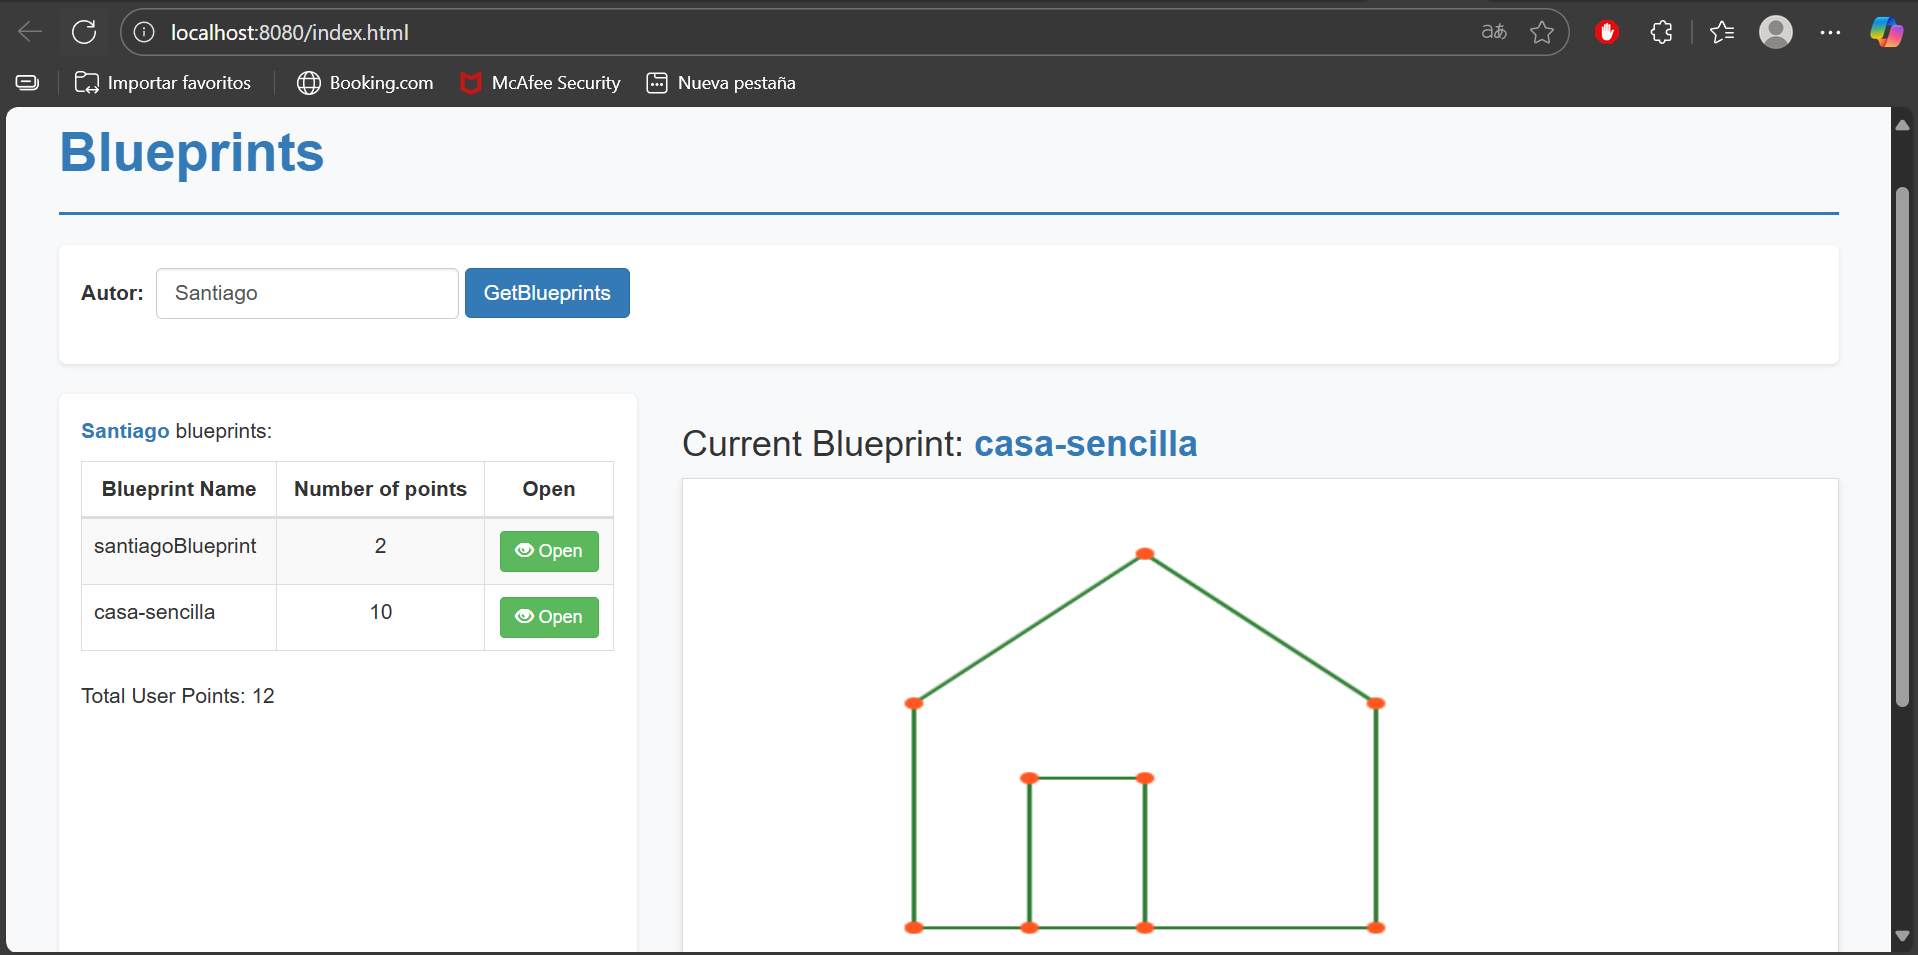 localhost:8080/index.html aあ
Importar favoritos Booking.com McAfee Security Nueva pestaña
Blueprints
Autor: Santiago GetBlueprints
Santiago blueprints:
Blueprint Name Number of points Open
santiagoBlueprint 2 Open
casa-sencilla 10 Open
Total User Points: 12
Current Blueprint: casa-sencilla